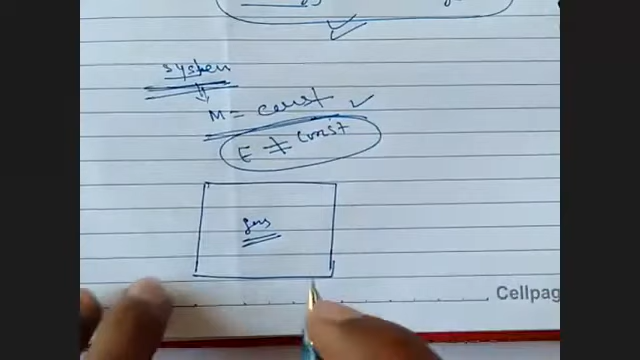 system
M = const ✓
E ≠ const
gas
Cellpag